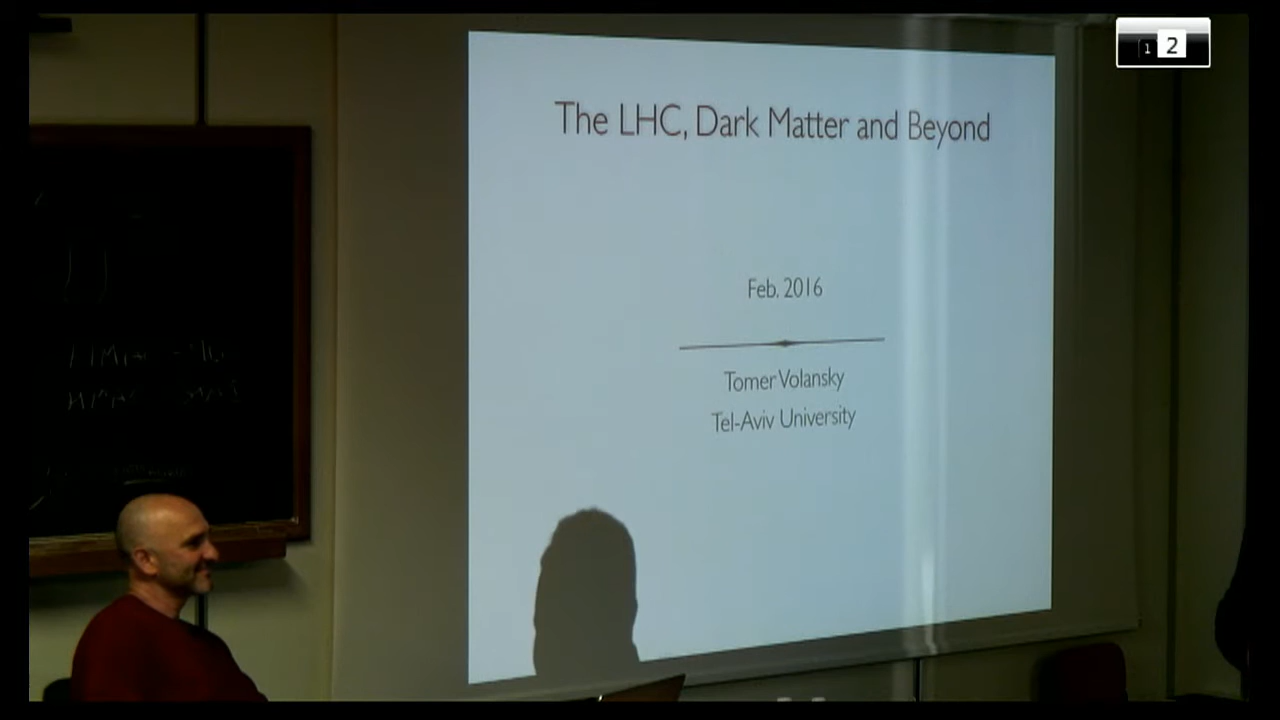 The LHC, Dark Matter and Beyond
Feb. 2016
Tomer Volansky
Tel-Aviv University
1 2